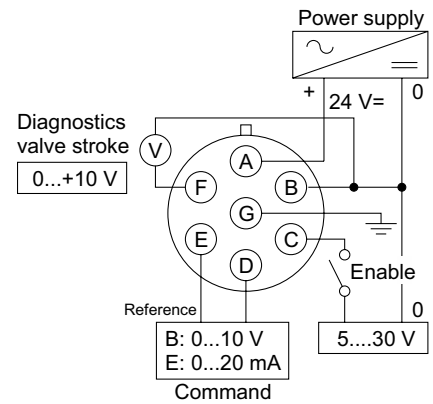 Power supply
+
24 V=
0
Diagnostics
valve stroke
0...+10 V
V
A
F
B
G
E
C
D
Enable
Reference
0
B: 0...10 V
E: 0...20 mA
5....30 V
Command